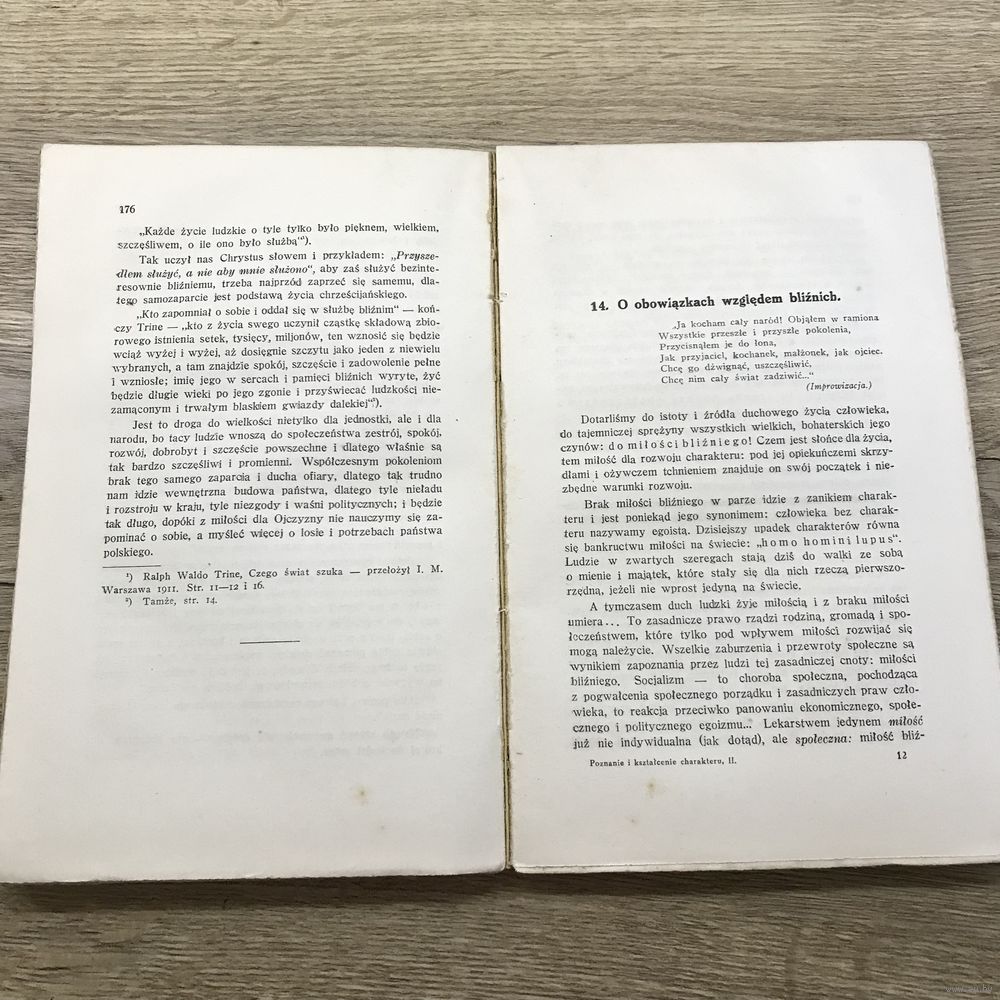 176
„Każde życie ludzkie o tyle tylko było pięknem, wielkiem,
szczęśliwem, o ile ono było służbą“¹).
Tak uczył nas Chrystus słowem i przykładem: „Przysze-
dłem służyć, a nie aby mnie służono“, aby zaś służyć bezinte-
resownie bliźniemu, trzeba najprzód zaprzeć się samemu, dla-
tego samozaparcie jest podstawą życia chrześcijańskiego.
„Kto zapomniał o sobie i oddał się w służbę bliźnim“ — koń-
czy Trine — „kto z życia swego uczynił cząstkę składową zbio-
rowego istnienia setek, tysięcy, miljonów, ten wznosić się będzie
wciąż wyżej i wyżej, aż dosięgnie szczytu jako jeden z niewielu
wybranych, a tam znajdzie spokój, szczęście i zadowolenie pełne
i wzniosłe; imię jego w sercach i pamięci bliźnich wyryte, żyć
będzie długie wieki po jego zgonie i przyświecać ludzkości nie-
zamąconym i trwałym blaskiem gwiazdy dalekiej“²).
Jest to droga do wielkości nietylko dla jednostki, ale i dla
narodu, bo tacy ludzie wnoszą do społeczeństwa zestrój, spokój,
rozwój, dobrobyt i szczęście powszechne i dlatego właśnie są
tak bardzo szczęśliwi i promienni. Współczesnym pokoleniom
brak tego samego zaparcia i ducha ofiary, dlatego tak trudno
nam idzie wewnętrzna budowa państwa, dlatego tyle nieładu
i rozstroju w kraju, tyle niezgody i waśni politycznych; i będzie
tak długo, dopóki z miłości dla Ojczyzny nie nauczymy się za-
pominać o sobie, a myśleć więcej o losie i potrzebach państwa
polskiego.
¹) Ralph Waldo Trine, Czego świat szuka — przełożył I. M.
Warszawa 1911. Str. 11—12 i 16.
²) Tamże, str. 14.
14. O obowiązkach względem bliźnich.
„Ja kocham cały naród! Objąłem w ramiona
Wszystkie przeszłe i przyszłe pokolenia,
Przycisnąłem je do łona,
Jak przyjaciel, kochanek, małżonek, jak ojciec.
Chcę go dźwignąć, uszczęśliwić,
Chcę nim cały świat zadziwić...“
(Improwizacja.)
Dotarliśmy do istoty i źródła duchowego życia człowieka,
do tajemniczej sprężyny wszystkich wielkich, bohaterskich jego
czynów: do miłości bliźniego! Czem jest słońce dla życia,
tem miłość dla rozwoju charakteru: pod jej opiekuńczemi skrzy-
dłami i ożywczem tchnieniem znajduje on swój początek i nie-
zbędne warunki rozwoju.
Brak miłości bliźniego w parze idzie z zanikiem charak-
teru i jest poniekąd jego synonimem: człowieka bez charak-
teru nazywamy egoistą. Dzisiejszy upadek charakterów równa
się bankructwu miłości na świecie: „homo homini lupus“.
Ludzie w zwartych szeregach stają dziś do walki ze sobą
o mienie i majątek, które stały się dla nich rzeczą pierwszo-
rzędną, jeżeli nie wprost jedyną na świecie.
A tymczasem duch ludzki żyje miłością i z braku miłości
umiera... To zasadnicze prawo rządzi rodziną, gromadą i spo-
łeczeństwem, które tylko pod wpływem miłości rozwijać się
mogą należycie. Wszelkie zaburzenia i przewroty społeczne są
wynikiem zapoznania przez ludzi tej zasadniczej cnoty: miłości
bliźniego. Socjalizm — to choroba społeczna, pochodząca
z pogwałcenia społecznego porządku i zasadniczych praw czło-
wieka, to reakcja przeciwko panowaniu ekonomicznego, społe-
cznego i politycznego egoizmu... Lekarstwem jedynem miłość
już nie indywidualna (jak dotąd), ale społeczna: miłość bliź-
Poznanie i kształcenie charakteru, II.
12